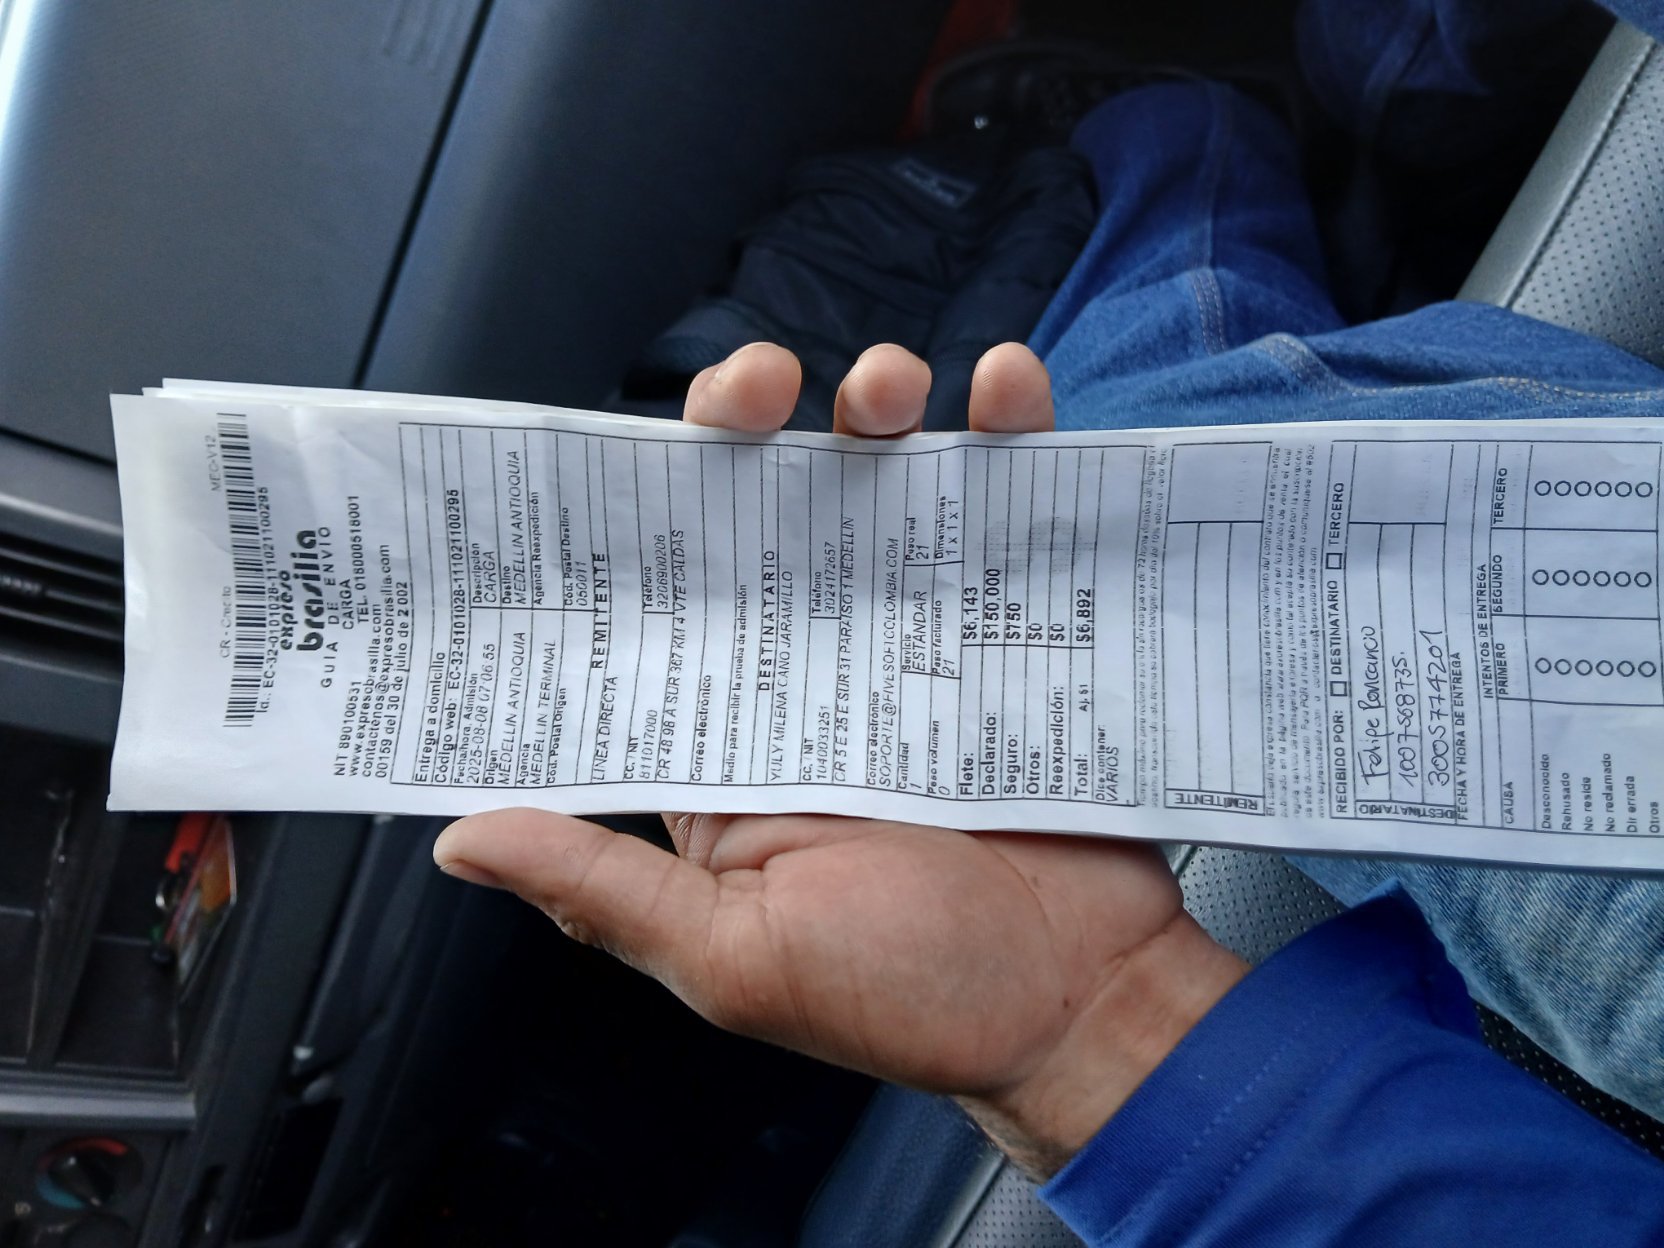 MEC-V12
CR - Crecito
Id.: EC-32-0101028-111021100295
expreso
brasilia
GUIA DE ENVIO
CARGA
NIT 890100531 TEL. 018000518001
www.expresobrasilia.com
contactenos@expresobrasilia.com
00159 del 30 de julio de 2.002
Entrega a domicilio
Código web: EC-32-0101028-111021100295
Fecha/hora Admisión Descripción
2025-08-08 07:06:55 CARGA
Origen Destino
MEDELLIN ANTIOQUIA MEDELLIN ANTIOQUIA
Agencia Agencia Reexpedición
MEDELLIN TERMINAL
Cód. Postal Origen Cód. Postal Destino
050011
REMITENTE
LINEA DIRECTA
CC. / NIT Teléfono
811017000 3206900206
CR 48 98 A SUR 367 KM 4 VTE CALDAS
Correo electrónico
Medio para recibir la prueba de admisión
DESTINATARIO
YULY MILENA CANO JARAMILLO
CC. / NIT Teléfono
1040033251 3024172657
CR 5 E 25 E SUR 31 PARAISO 1 MEDELLIN
Correo electrónico
SOPORTE@FIVESOFTCOLOMBIA.COM
Cantidad Servicio Peso real
1 ESTANDAR 21
Peso volumen Peso facturado Dimensiones
0 21 1 x 1 x 1
Flete: $6,143
Declarado: $150,000
Seguro: $750
Otros: $0
Reexpedición: $0
Total: Aj. $1 $6,892
Dice contener
VARIOS
REMITENTE
RECIBIDO POR: DESTINATARIO TERCERO
DESTINATARIO
Felipe
1007568735.
3005774201
FECHA Y HORA DE ENTREGA
INTENTOS DE ENTREGA
CAUSA PRIMERO SEGUNDO TERCERO
Desconocido
Rehusado
No reside
No reclamado
Dir errada
Otros